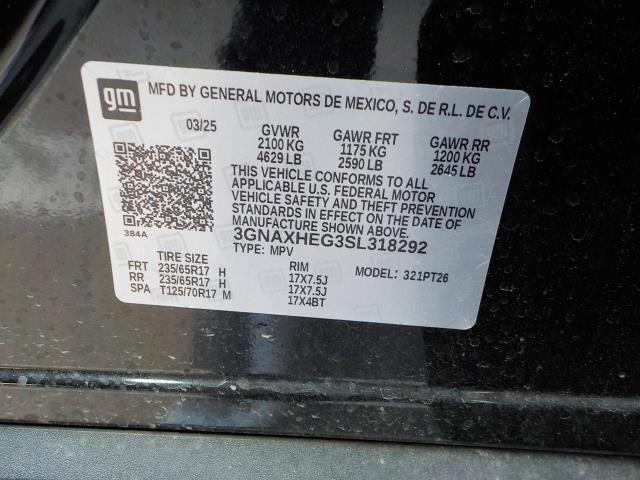 gm
MFD BY GENERAL MOTORS DE MEXICO, S. DE R.L. DE C.V.
03/25 GVWR GAWR FRT GAWR RR
2100 KG 1175 KG 1200 KG
4629 LB 2590 LB 2645 LB
THIS VEHICLE CONFORMS TO ALL
APPLICABLE U.S. FEDERAL MOTOR
VEHICLE SAFETY AND THEFT PREVENTION
STANDARDS IN EFFECT ON THE DATE OF
MANUFACTURE SHOWN ABOVE.
384A 3GNAXHEG3SL318292
TYPE: MPV
TIRE SIZE RIM MODEL: 321PT26
FRT 235/65R17 H 17X7.5J
RR 235/65R17 H 17X7.5J
SPA T125/70R17 M 17X4BT